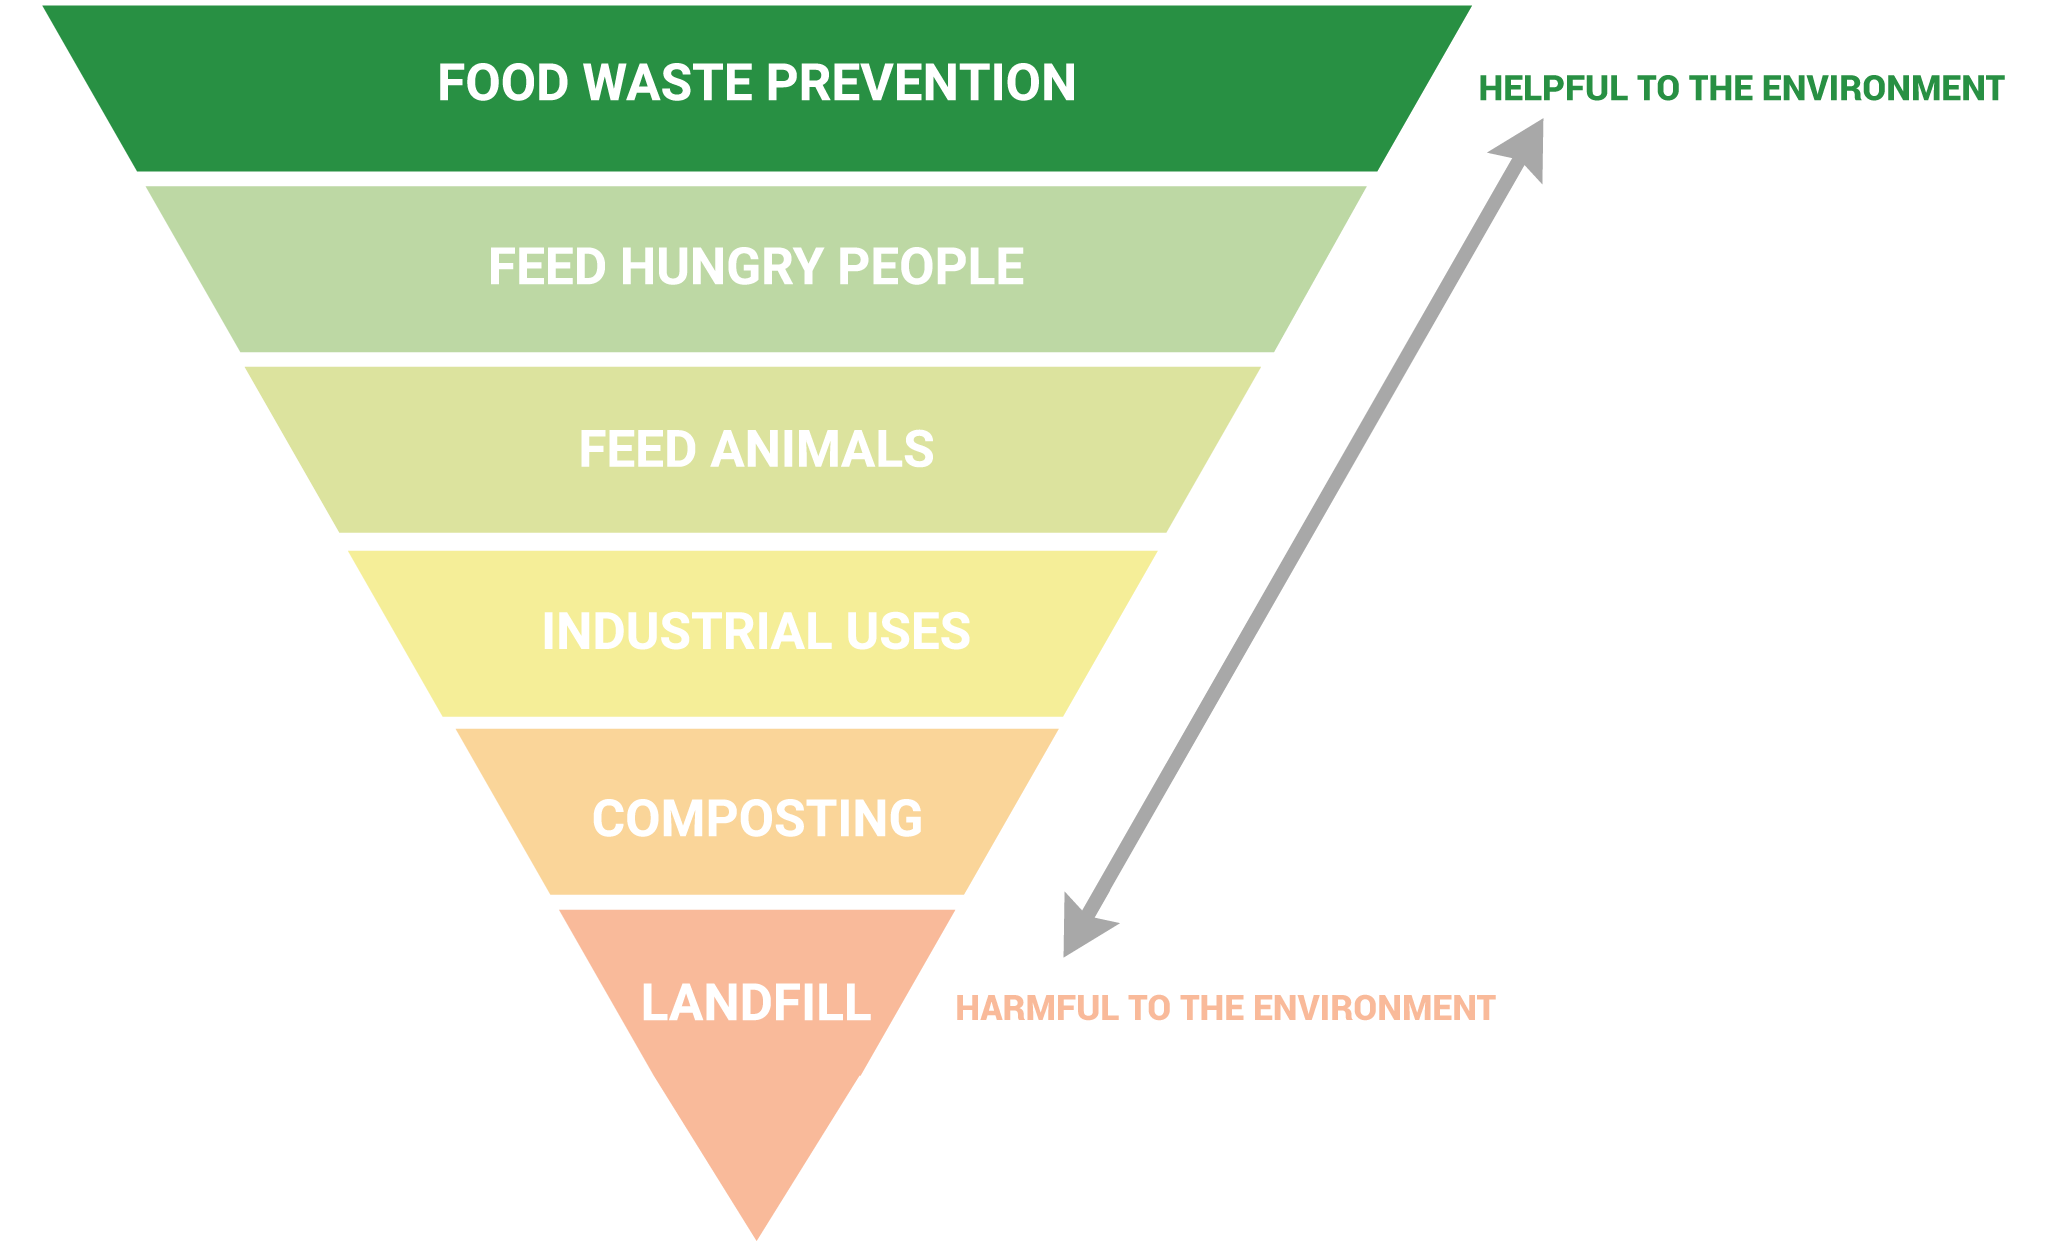 FOOD WASTE PREVENTION
HELPFUL TO THE ENVIRONMENT
FEED HUNGRY PEOPLE
FEED ANIMALS
INDUSTRIAL USES
COMPOSTING
LANDFILL
HARMFUL TO THE ENVIRONMENT